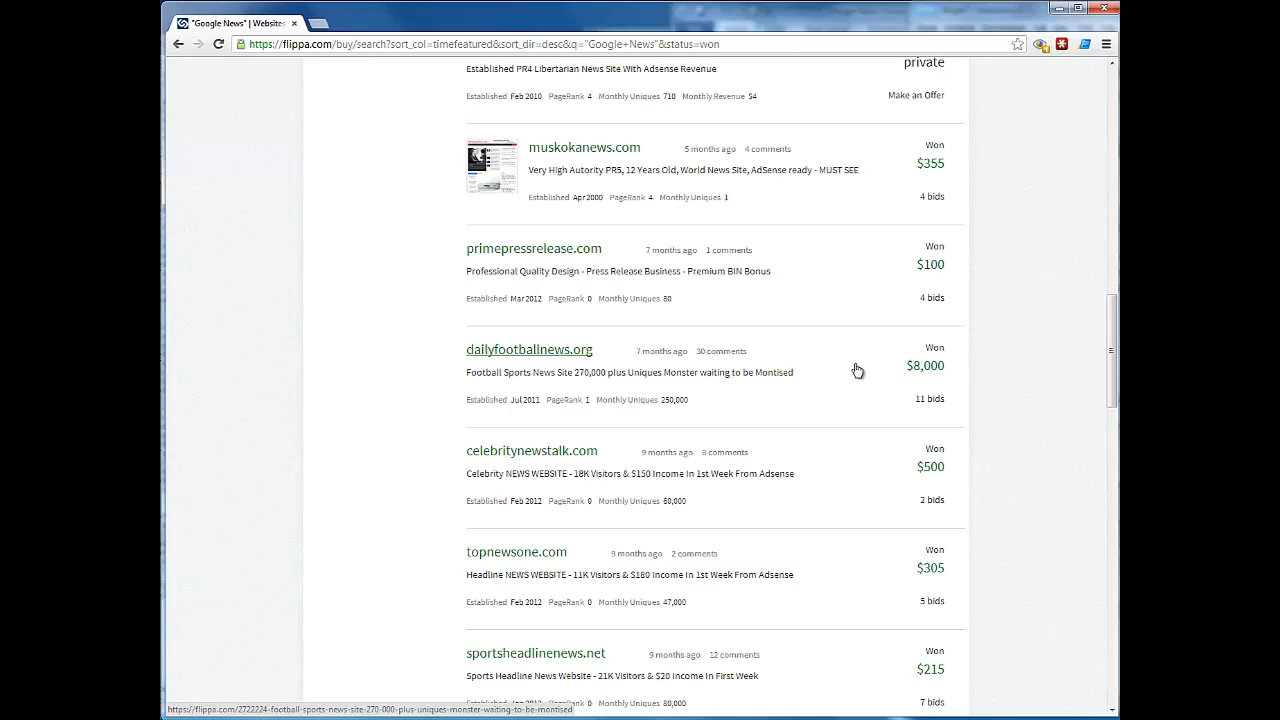 "Google News" | Websites
https://flippa.com/buy/search?sort_col=timefeatured&sort_dir=desc&q="Google+News"&status=won
private
Established PR4 Libertarian News Site With Adsense Revenue
Established Feb 2010 PageRank 4 Monthly Uniques 710 Monthly Revenue $4 Make an Offer
muskokanews.com 5 months ago 4 comments Won
$355
Very High Autority PR5, 12 Years Old, World News Site, AdSense ready - MUST SEE
Established Apr 2000 PageRank 4 Monthly Uniques 1 4 bids
primepressrelease.com 7 months ago 1 comments Won
$100
Professional Quality Design - Press Release Business - Premium BIN Bonus
Established Mar 2012 PageRank 0 Monthly Uniques 80 4 bids
dailyfootballnews.org 7 months ago 30 comments Won
$8,000
Football Sports News Site 270,000 plus Uniques Monster waiting to be Montised
Established Jul 2011 PageRank 1 Monthly Uniques 250,000 11 bids
celebritynewstalk.com 9 months ago 8 comments Won
$500
Celebrity NEWS WEBSITE - 18K Visitors & $150 Income In 1st Week From Adsense
Established Feb 2012 PageRank 0 Monthly Uniques 60,000 2 bids
topnewsone.com 9 months ago 2 comments Won
$305
Headline NEWS WEBSITE - 11K Visitors & $180 Income In 1st Week From Adsense
Established Feb 2012 PageRank 0 Monthly Uniques 47,000 5 bids
sportsheadlinenews.net 9 months ago 12 comments Won
$215
Sports Headline News Website - 21K Visitors & $20 Income In First Week
Established 2012 PageRank 0 Monthly Uniques 80,000 7 bids
https://flippa.com/2722224-football-sports-news-site-270-000-plus-uniques-monster-waiting-to-be-montised